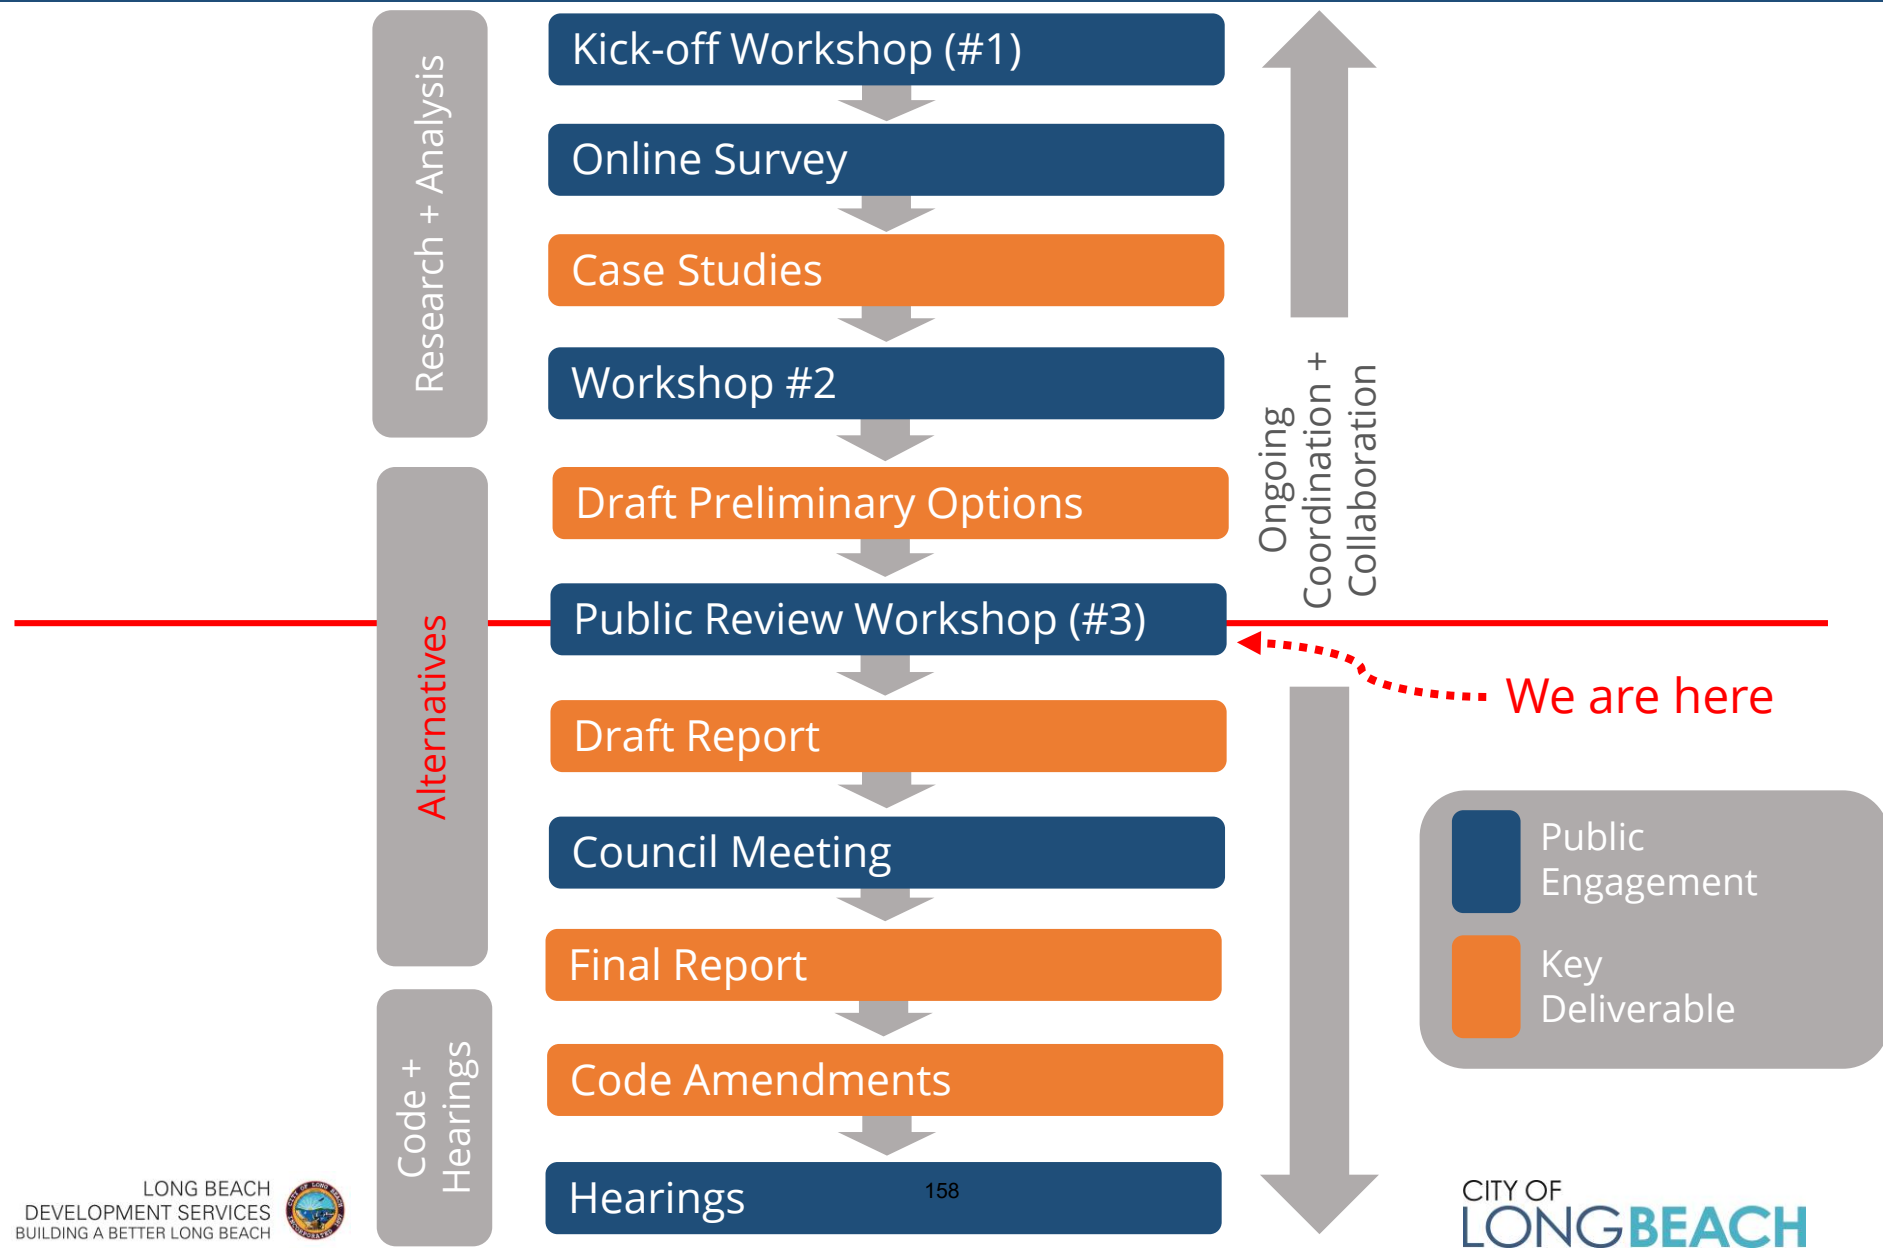 Research + Analysis
Kick-off Workshop (#1)
Online Survey
Case Studies
Workshop #2
Alternatives
Draft Preliminary Options
Public Review Workshop (#3)
Draft Report
Council Meeting
Final Report
Code +
Hearings
Code Amendments
Hearings
158
Ongoing
Coordination +
Collaboration
We are here
Public
Engagement
Key
Deliverable
LONG BEACH
DEVELOPMENT SERVICES
BUILDING A BETTER LONG BEACH
CITY OF
LONGBEACH